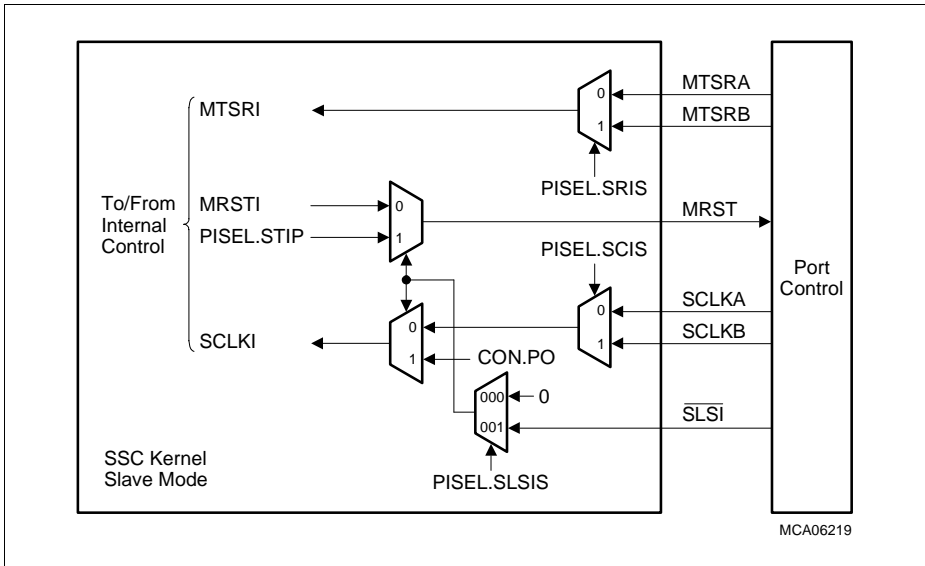 MTSRI
0
1
MTSRA
MTSRB
PISEL.SRIS
To/From
Internal
Control
MRSTI
PISEL.STIP
0
1
MRST
PISEL.SCIS
Port
Control
SCLKI
0
1
CON.PO
0
1
SCLKA
SCLKB
000
001
0
SLSI
PISEL.SLSIS
SSC Kernel
Slave Mode
MCA06219